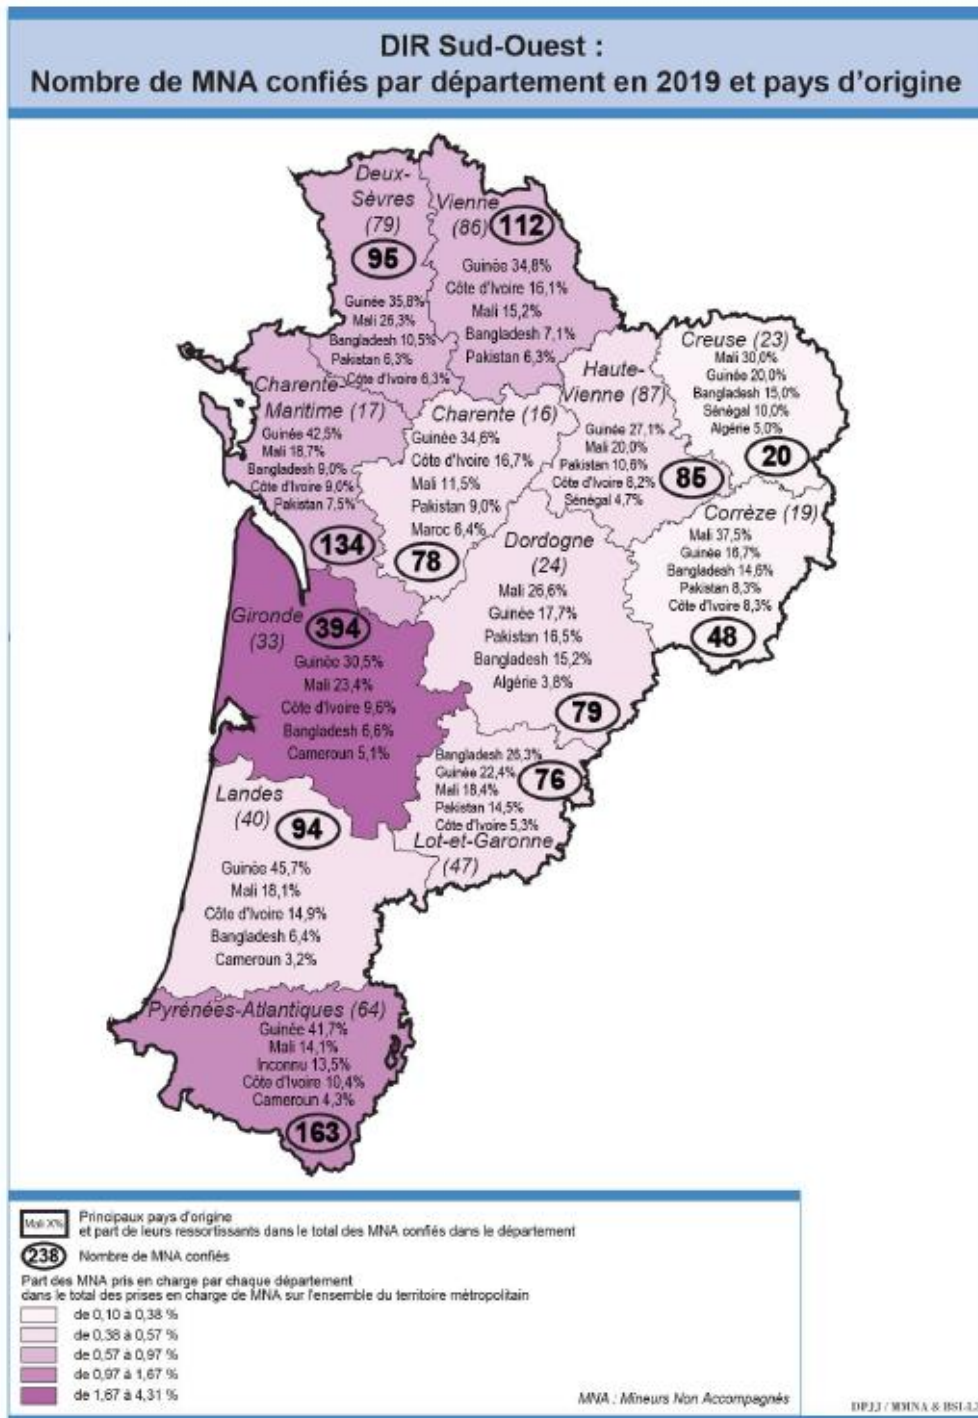 DIR Sud-Ouest :
Nombre de MNA confiés par département en 2019 et pays d'origine
Deux-
Sèvres
(79)
95
Guinée 35,8%
Mali 26,3%
Bangladesh 10,5%
Pakistan 6,3%
Côte d'Ivoire 6,3%
Vienne
(86)
112
Guinée 34,8%
Côte d'Ivoire 16,1%
Mali 15,2%
Bangladesh 7,1%
Pakistan 6,3%
Creuse (23)
Mali 30,0%
Guinée 20,0%
Bangladesh 15,0%
Sénégal 10,0%
Algérie 5,0%
20
Haute-
Vienne (87)
Guinée 27,1%
Mali 20,0%
Pakistan 10,6%
Côte d'Ivoire 8,2%
Sénégal 4,7%
85
Charente-
Maritime (17)
Guinée 42,5%
Mali 18,7%
Bangladesh 9,0%
Côte d'Ivoire 9,0%
Pakistan 7,5%
134
Charente (16)
Guinée 34,6%
Côte d'Ivoire 16,7%
Mali 11,5%
Pakistan 9,0%
Maroc 6,4%
78
Corrèze (19)
Mali 37,5%
Guinée 16,7%
Bangladesh 14,6%
Pakistan 8,3%
Côte d'Ivoire 8,3%
48
Dordogne
(24)
Mali 26,6%
Guinée 17,7%
Pakistan 16,5%
Bangladesh 15,2%
Algérie 3,8%
79
Gironde
(33)
394
Guinée 30,5%
Mali 23,4%
Côte d'Ivoire 9,6%
Bangladesh 6,6%
Cameroun 5,1%
Bangladesh 26,3%
Guinée 22,4%
Mali 18,4%
Pakistan 14,5%
Côte d'Ivoire 5,3%
76
Lot-et-Garonne
(47)
Landes
(40)
94
Guinée 45,7%
Mali 18,1%
Côte d'Ivoire 14,9%
Bangladesh 6,4%
Cameroun 3,2%
Pyrénées-Atlantiques (64)
Guinée 41,7%
Mali 14,1%
Inconnu 13,5%
Côte d'Ivoire 10,4%
Cameroun 4,3%
163
Mali X%
Principaux pays d'origine
et part de leurs ressortissants dans le total des MNA confiés dans le département
238
Nombre de MNA confiés
Part des MNA pris en charge par chaque département
dans le total des prises en charge de MNA sur l'ensemble du territoire métropolitain
de 0,10 à 0,38 %
de 0,38 à 0,57 %
de 0,57 à 0,97 %
de 0,97 à 1,67 %
de 1,67 à 4,31 %
MNA : Mineurs Non Accompagnés
DPJJ / MMNA &